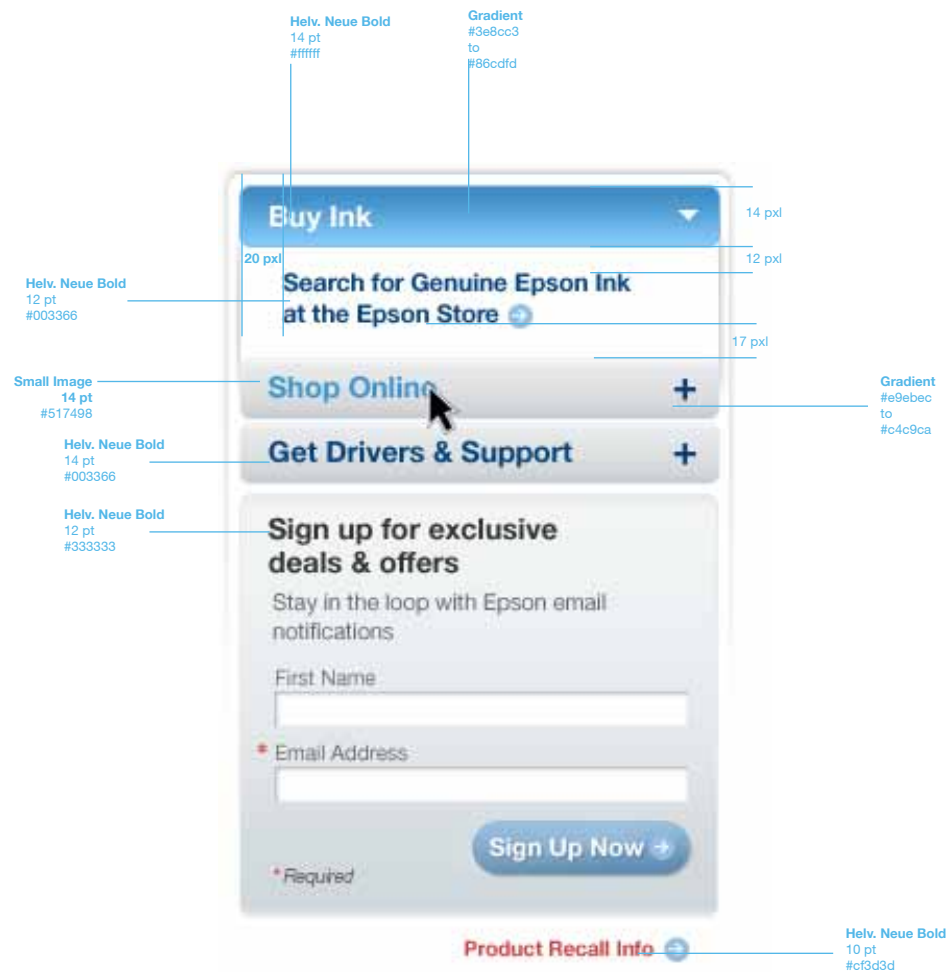 Helv. Neue Bold
14 pt
#ffffff
Gradient
#3e8cc3
to
#86cdfd
Buy Ink
14 pxl
20 pxl
12 pxl
Helv. Neue Bold
12 pt
#003366
Search for Genuine Epson Ink
at the Epson Store
17 pxl
Small Image
14 pt
#517498
Shop Online
+
Gradient
#e9ebec
to
#c4c9ca
Helv. Neue Bold
14 pt
#003366
Get Drivers & Support
+
Helv. Neue Bold
12 pt
#333333
Sign up for exclusive
deals & offers
Stay in the loop with Epson email
notifications
First Name
* Email Address
Sign Up Now
*Required
Product Recall Info
Helv. Neue Bold
10 pt
#cf3d3d